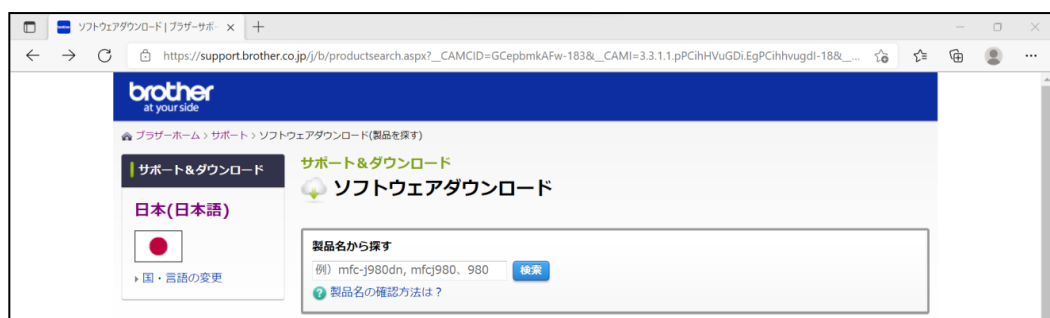 ソフトウェアダウンロード | ブラザーサポー
https://support.brother.co.jp/j/b/productsearch.aspx?__CAMCID=GCepbmkAFw-183&__CAMI=3.3.1.1.pPCihHVuGDi.EgPCihhvugdI-18&__...
brother
at your side
ブラザーホーム > サポート > ソフトウェアダウンロード(製品を探す)
サポート&ダウンロード
サポート&ダウンロード
ソフトウェアダウンロード
日本(日本語)
国・言語の変更
製品名から探す
例）mfc-j980dn, mfcj980、980
検索
製品名の確認方法は？